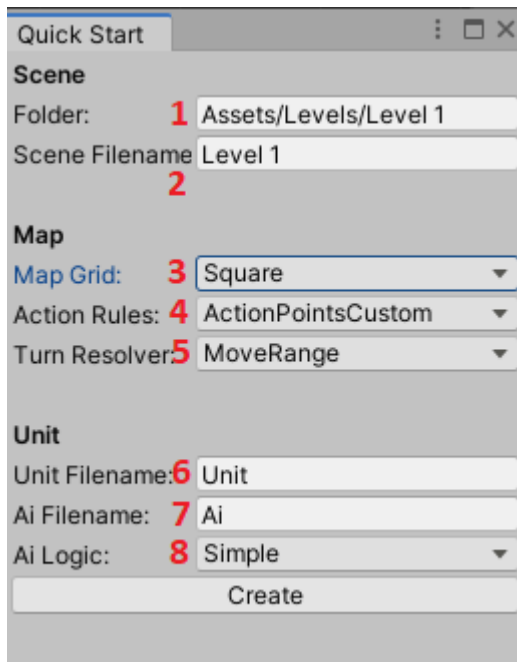 Quick Start
Scene
Folder: 1 Assets/Levels/Level 1
Scene Filename Level 1
2
Map
Map Grid: 3 Square
Action Rules: 4 ActionPointsCustom
Turn Resolver: 5 MoveRange
Unit
Unit Filename: 6 Unit
Ai Filename: 7 Ai
Ai Logic: 8 Simple
Create